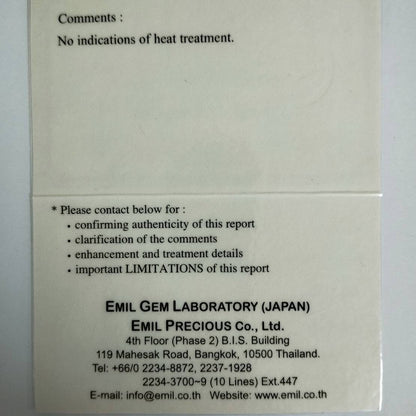 Comments :
No indications of heat treatment.
* Please contact below for :
• confirming authenticity of this report
• clarification of the comments
• enhancement and treatment details
• important LIMITATIONS of this report
EMIL GEM LABORATORY (JAPAN)
EMIL PRECIOUS Co., Ltd.
4th Floor (Phase 2) B.I.S. Building
119 Mahesak Road, Bangkok, 10500 Thailand.
Tel: +66/0 2234-8872, 2237-1928
2234-3700~9 (10 Lines) Ext.447
E-mail: info@emil.co.th Website: www.emil.co.th